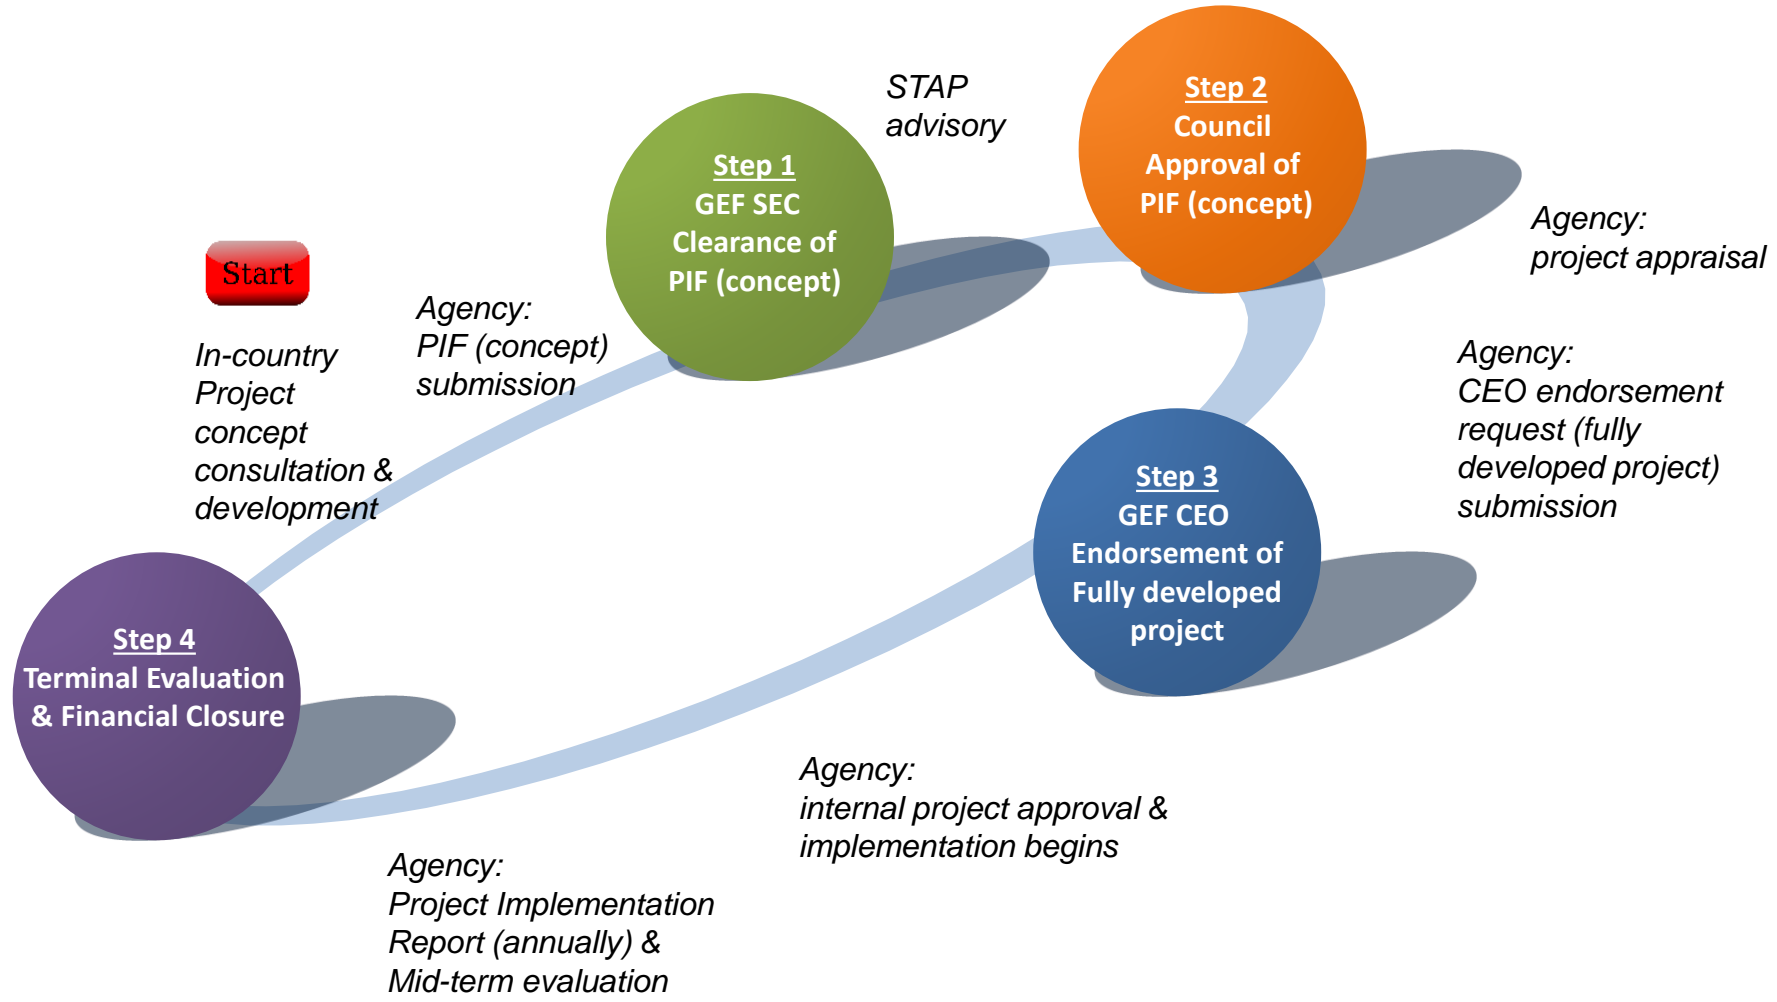 Start
In-country
Project
concept
consultation &
development
Agency:
PIF (concept)
submission
Step 1
GEF SEC
Clearance of
PIF (concept)
STAP
advisory
Step 2
Council
Approval of
PIF (concept)
Agency:
project appraisal
Agency:
CEO endorsement
request (fully
developed project)
submission
Step 3
GEF CEO
Endorsement of
Fully developed
project
Agency:
internal project approval &
implementation begins
Agency:
Project Implementation
Report (annually) &
Mid-term evaluation
Step 4
Terminal Evaluation
& Financial Closure